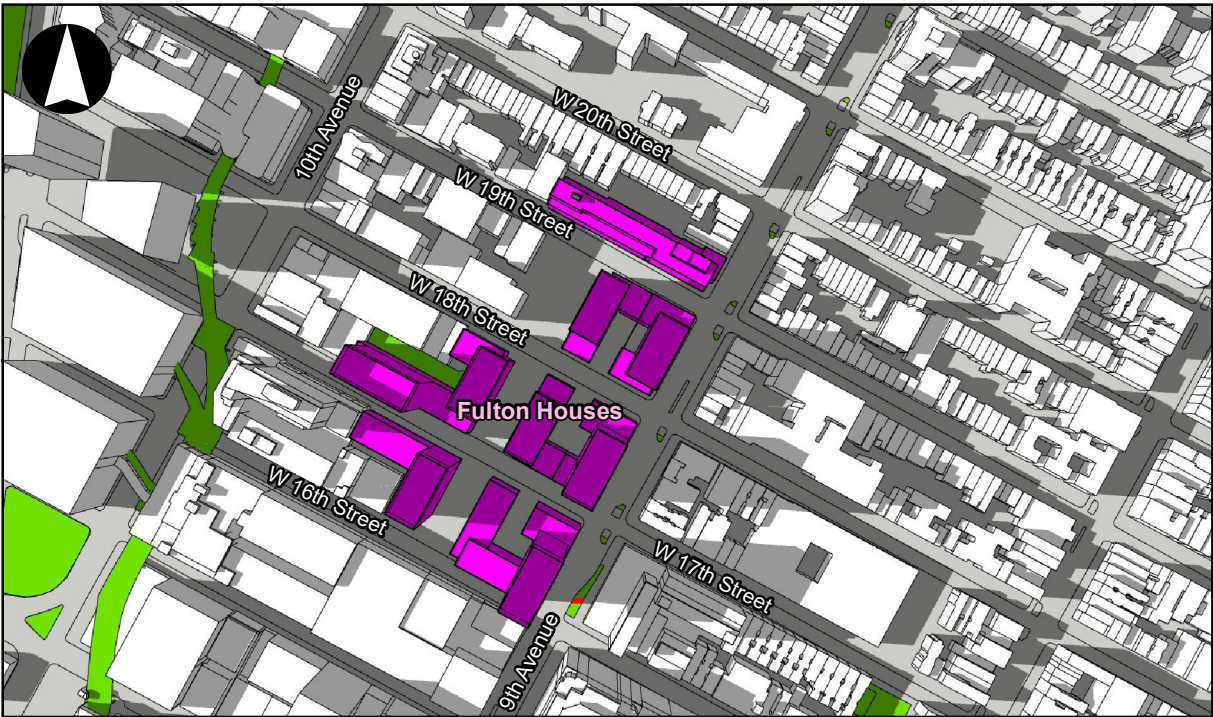 10th Avenue
W 20th Street
W 19th Street
W 18th Street
Fulton Houses
W 16th Street
W 17th Street
9th Avenue